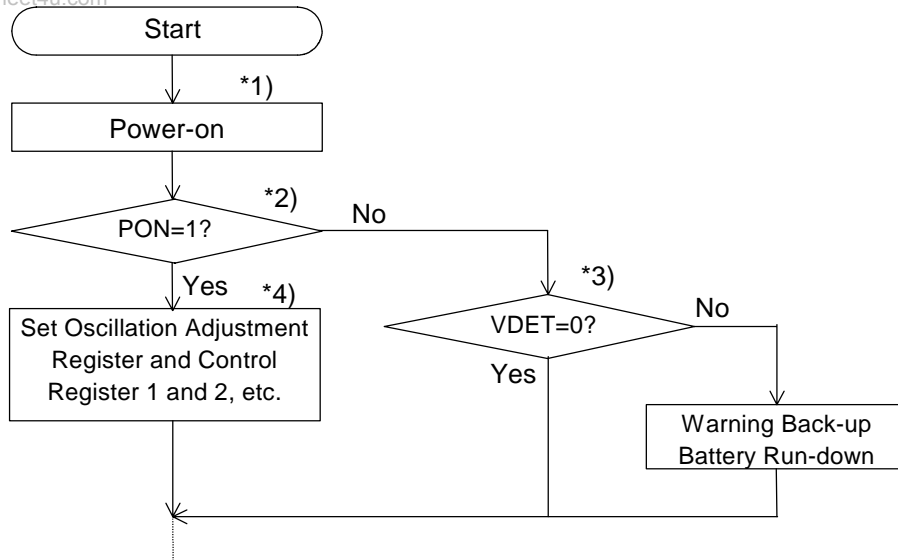 Start
*1)
Power-on
*2)
PON=1?
No
Yes
*4)
*3)
Set Oscillation Adjustment
Register and Control
Register 1 and 2, etc.
VDET=0?
No
Yes
Warning Back-up
Battery Run-down